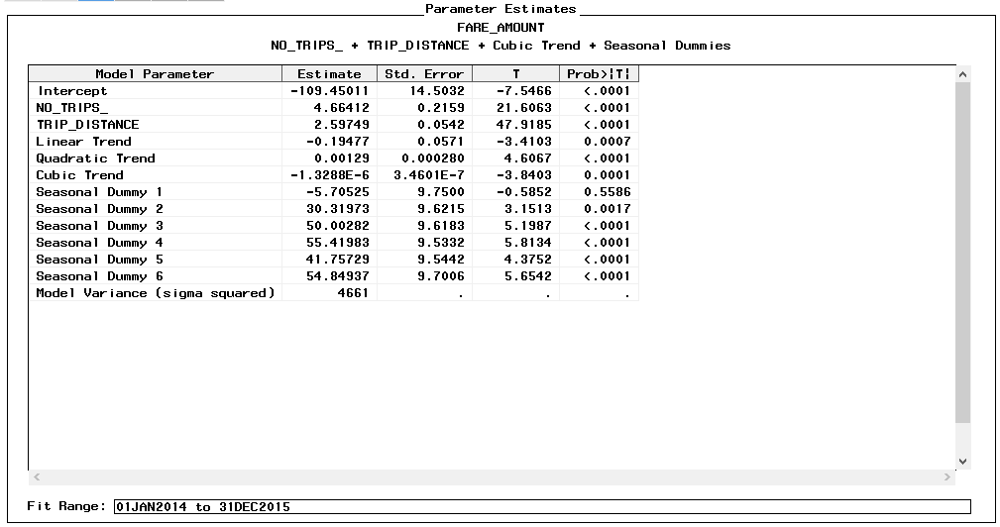 Parameter Estimates
FARE_AMOUNT
NO_TRIPS_ + TRIP_DISTANCE + Cubic Trend + Seasonal Dummies
Model Parameter Estimate Std. Error T Prob>|T|
Intercept -109.45011 14.5032 -7.5466 <.0001
NO_TRIPS_ 4.66412 0.2159 21.6063 <.0001
TRIP_DISTANCE 2.59749 0.0542 47.9185 <.0001
Linear Trend -0.19477 0.0571 -3.4103 0.0007
Quadratic Trend 0.00129 0.000280 4.6067 <.0001
Cubic Trend -1.3288E-6 3.4601E-7 -3.8403 0.0001
Seasonal Dummy 1 -5.70525 9.7500 -0.5852 0.5586
Seasonal Dummy 2 30.31973 9.6215 3.1513 0.0017
Seasonal Dummy 3 50.00282 9.6183 5.1987 <.0001
Seasonal Dummy 4 55.41983 9.5332 5.8134 <.0001
Seasonal Dummy 5 41.75729 9.5442 4.3752 <.0001
Seasonal Dummy 6 54.84937 9.7006 5.6542 <.0001
Model Variance (sigma squared) 4661 . . .
Fit Range: 01JAN2014 to 31DEC2015